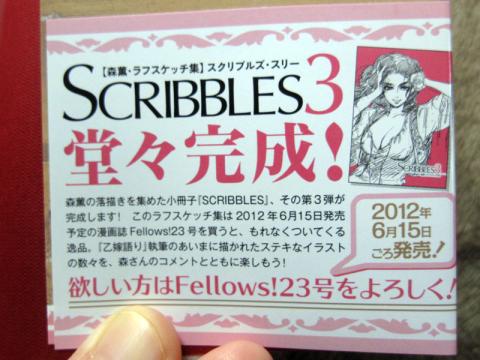 【森薫・ラフスケッチ集】スクリブルズ・スリー
SCRIBBLES3
堂々完成!
森薫の落描きを集めた小冊子『SCRIBBLES』、その第3弾が
完成します! このラフスケッチ集は2012年6月15日発売
予定の漫画誌Fellows!23号を買うと、もれなくついてくる
逸品。『乙嫁語り』執筆のあいまに描かれたステキなイラスト
の数々を、森さんのコメントとともに楽しもう!
SCRIBBLES3
2012年
6月15日
ごろ発売!
欲しい方はFellows!23号をよろしく!